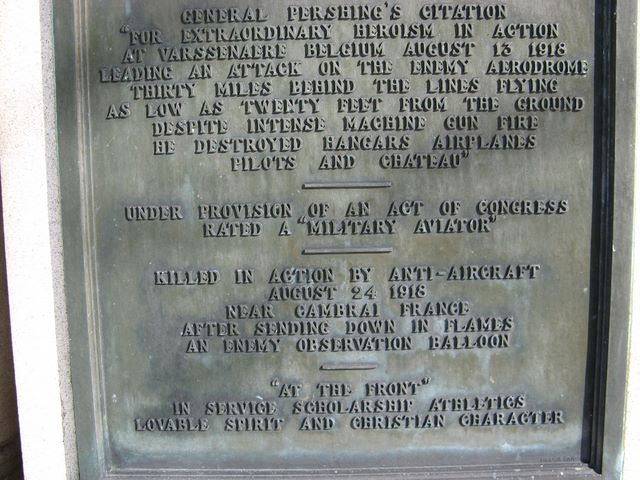 GENERAL PERSHING'S CITATION
"FOR EXTRAORDINARY HEROISM IN ACTION
AT VARSSENAERE BELGIUM AUGUST 13 1918
LEADING AN ATTACK ON THE ENEMY AERODROME
THIRTY MILES BEHIND THE LINES FLYING
AS LOW AS TWENTY FEET FROM THE GROUND
DESPITE INTENSE MACHINE GUN FIRE
HE DESTROYED HANGARS AIRPLANES
PILOTS AND CHATEAU"
UNDER PROVISION OF AN ACT OF CONGRESS
RATED A "MILITARY AVIATOR"
KILLED IN ACTION BY ANTI-AIRCRAFT
AUGUST 24 1918
NEAR CAMBRAI FRANCE
AFTER SENDING DOWN IN FLAMES
AN ENEMY OBSERVATION BALLOON
"AT THE FRONT"
IN SERVICE SCHOLARSHIP ATHLETICS
LOVABLE SPIRIT AND CHRISTIAN CHARACTER